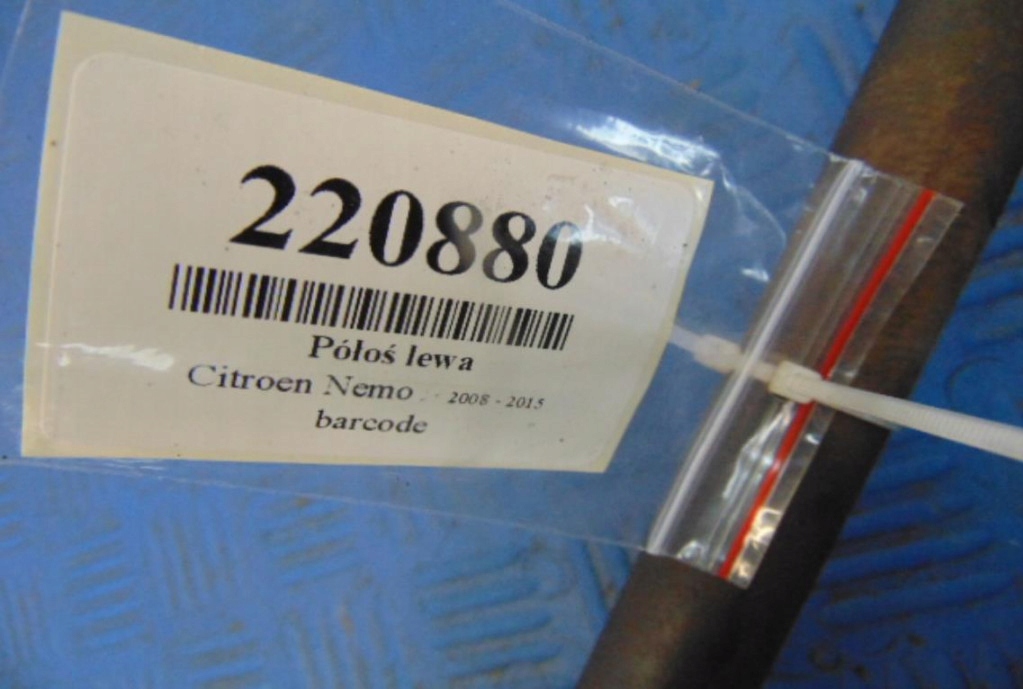 220880
Półoś lewa
Citroen Nemo . - 2008 - 2015
barcode